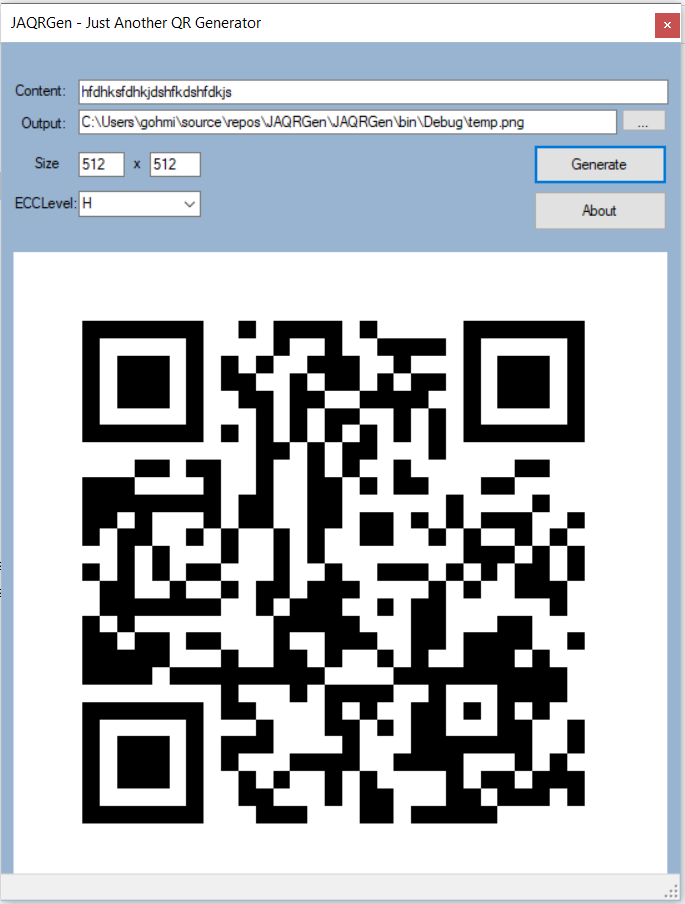 JAQRGen - Just Another QR Generator
Content: hfdhksfdhkjdshfkdshfdkjs
Output: C:\Users\gohmi\source\repos\JAQRGen\JAQRGen\bin\Debug\temp.png ...
Size 512 x 512 Generate
ECCLevel: H About